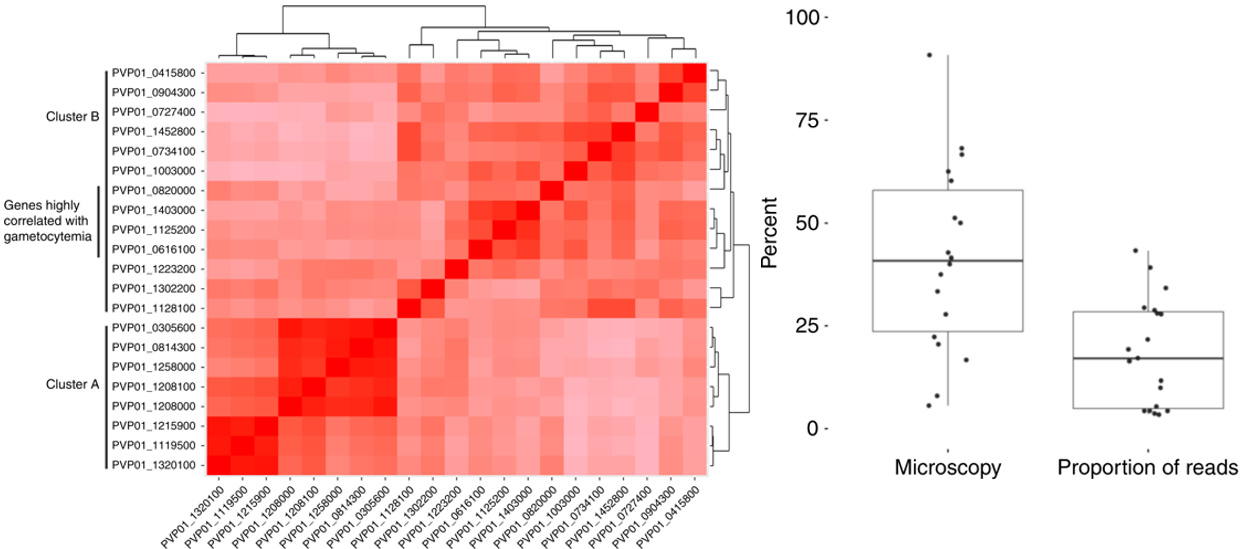 Cluster B
Genes highly
correlated with
gametocytemia
Cluster A
PVP01_0415800
PVP01_0904300
PVP01_0727400
PVP01_1452800
PVP01_0734100
PVP01_1003000
PVP01_0820000
PVP01_1403000
PVP01_1125200
PVP01_0616100
PVP01_1223200
PVP01_1302200
PVP01_1128100
PVP01_0305600
PVP01_0814300
PVP01_1258000
PVP01_1208100
PVP01_1208000
PVP01_1215900
PVP01_1119500
PVP01_1320100
PVP01_1320100
PVP01_1119500
PVP01_1215900
PVP01_1208000
PVP01_1208100
PVP01_1258000
PVP01_0814300
PVP01_0305600
PVP01_1128100
PVP01_1302200
PVP01_1223200
PVP01_0616100
PVP01_1125200
PVP01_1403000
PVP01_0820000
PVP01_1003000
PVP01_0734100
PVP01_1452800
PVP01_0727400
PVP01_0904300
PVP01_0415800
Percent
100
75
50
25
0
Microscopy
Proportion of reads